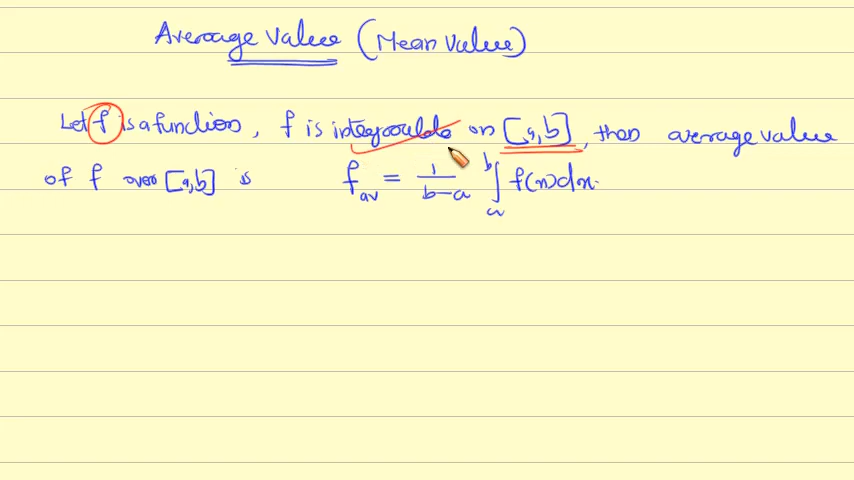 Average Value (Mean Value)
Let f is a function, f is integrable on [a,b], then average value
of f over [a,b] is f_av = 1/(b-a) ∫_a^b f(x)dx.